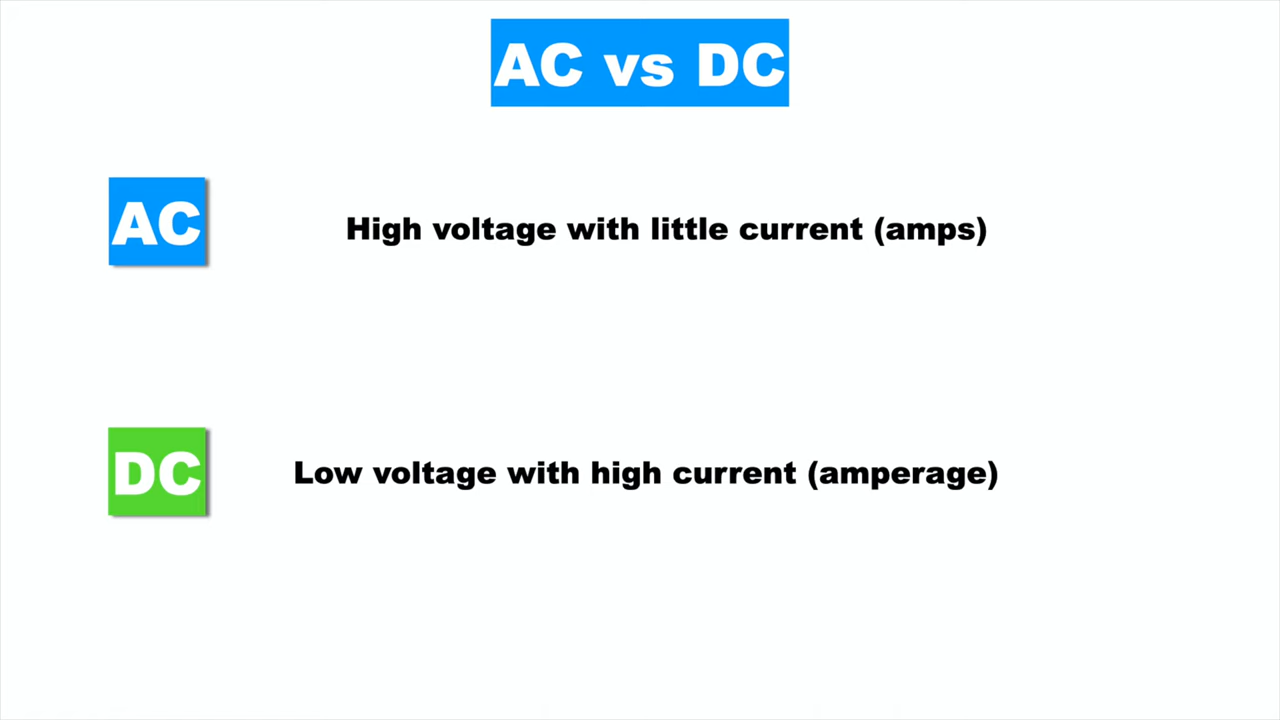 AC vs DC
AC
High voltage with little current (amps)
DC
Low voltage with high current (amperage)